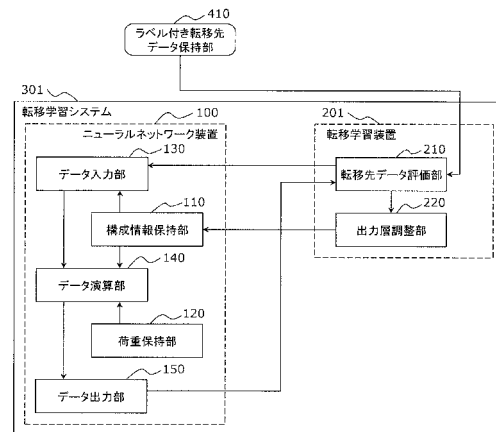 410
ラベル付き転移先
データ保持部
301
転移学習システム
100
ニューラルネットワーク装置
130
データ入力部
110
構成情報保持部
140
データ演算部
120
荷重保持部
150
データ出力部
201
転移学習装置
210
転移先データ評価部
220
出力層調整部